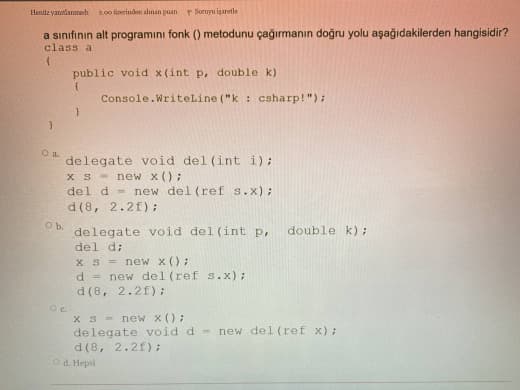 Henüz yanıtlanmadı 2,00 üzerinden alınan puan Soruyu işaretle
a sınıfının alt programını fonk () metodunu çağırmanın doğru yolu aşağıdakilerden hangisidir?
class a
{
public void x(int p, double k)
{
Console.WriteLine("k : csharp!");
}
}
a.
delegate void del(int i);
x s = new x();
del d = new del(ref s.x);
d(8, 2.2f);
b.
delegate void del(int p, double k);
del d;
x s = new x();
d = new del(ref s.x);
d(8, 2.2f);
c.
x s = new x();
delegate void d = new del(ref x);
d(8, 2.2f);
d. Hepsi